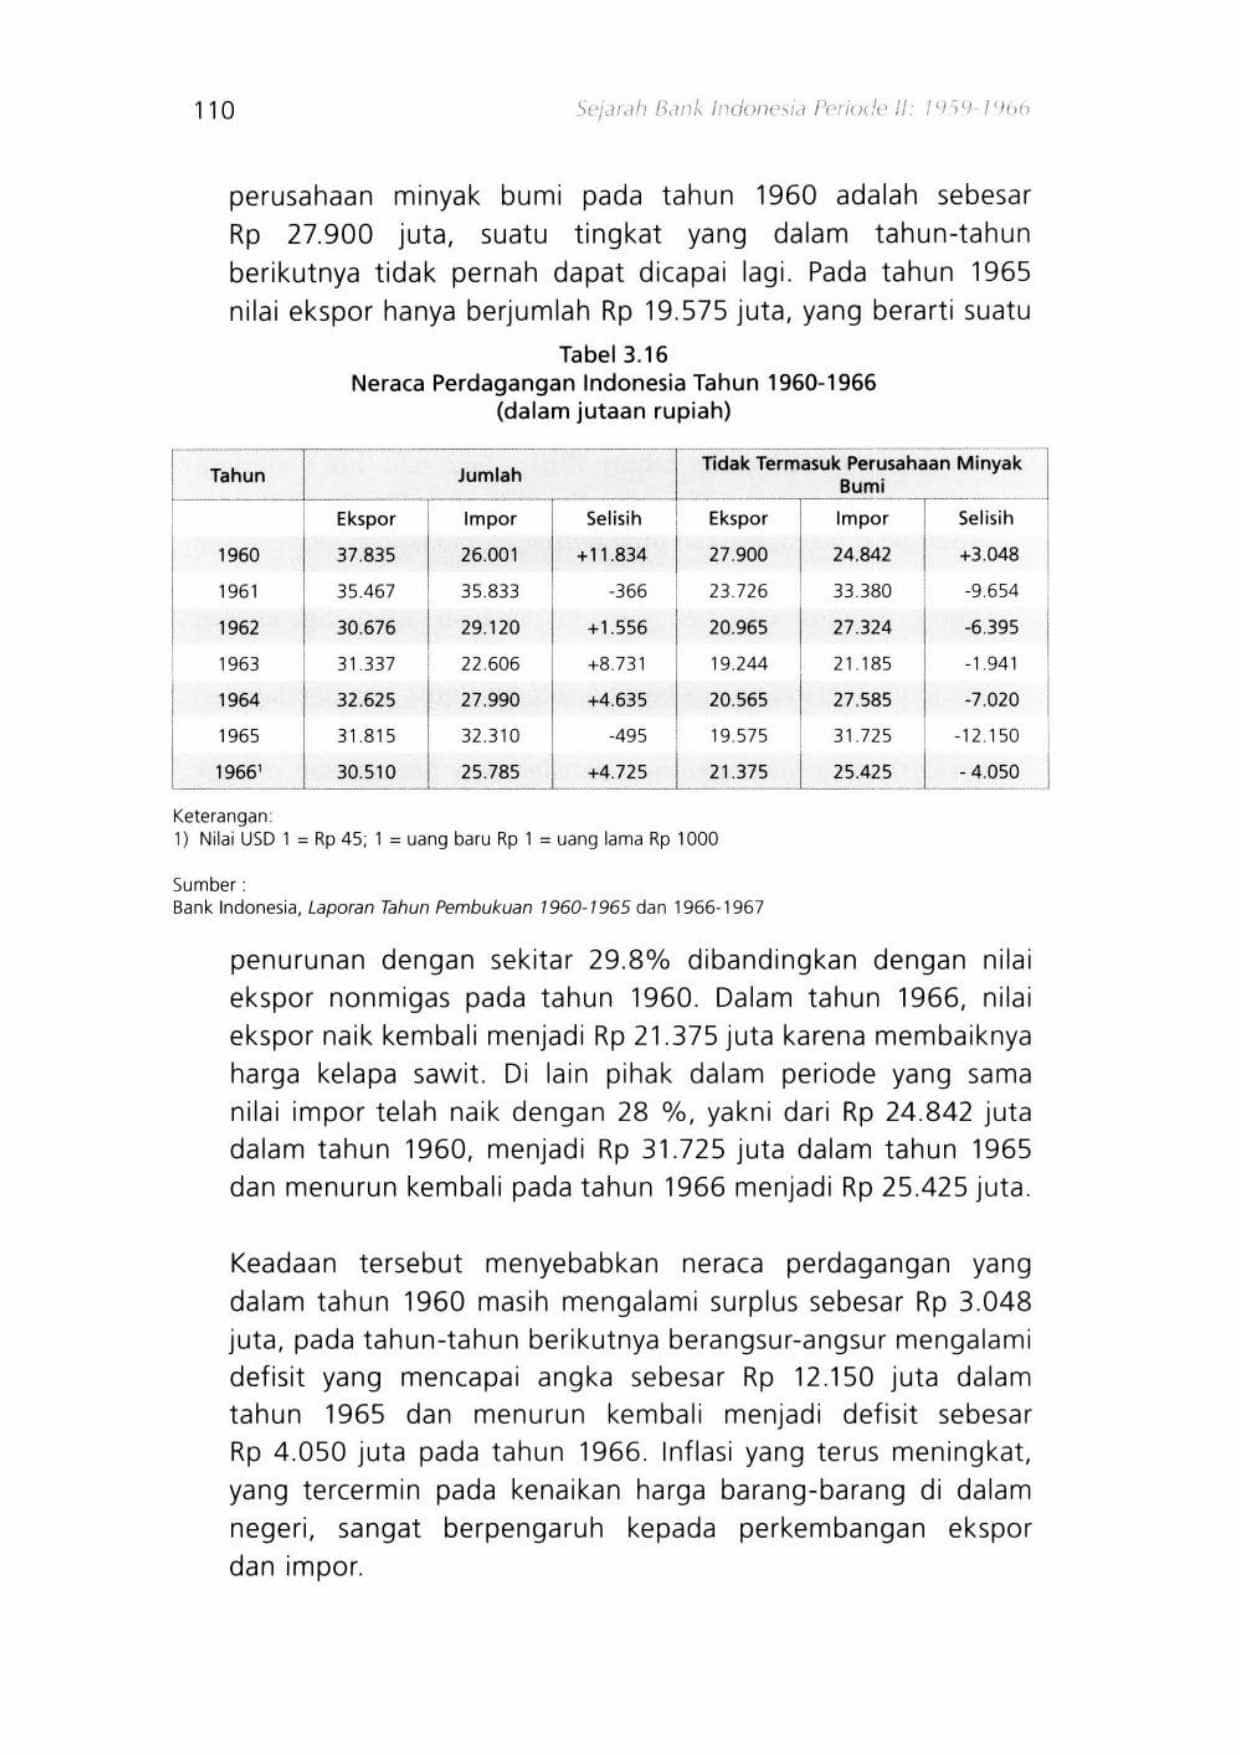 110
Sejarah Bank Indonesia Periode II: 1959-1966
perusahaan minyak bumi pada tahun 1960 adalah sebesar
Rp 27.900 juta, suatu tingkat yang dalam tahun-tahun
berikutnya tidak pernah dapat dicapai lagi. Pada tahun 1965
nilai ekspor hanya berjumlah Rp 19.575 juta, yang berarti suatu
Tabel 3.16
Neraca Perdagangan Indonesia Tahun 1960-1966
(dalam jutaan rupiah)
Tahun Jumlah Tidak Termasuk Perusahaan Minyak
Bumi
Ekspor Impor Selisih Ekspor Impor Selisih
1960 37.835 26.001 +11.834 27.900 24.842 +3.048
1961 35.467 35.833 -366 23.726 33.380 -9.654
1962 30.676 29.120 +1.556 20.965 27.324 -6.395
1963 31.337 22.606 +8.731 19.244 21.185 -1.941
1964 32.625 27.990 +4.635 20.565 27.585 -7.020
1965 31.815 32.310 -495 19.575 31.725 -12.150
1966¹ 30.510 25.785 +4.725 21.375 25.425 - 4.050
Keterangan:
1) Nilai USD 1 = Rp 45; 1 = uang baru Rp 1 = uang lama Rp 1000
Sumber :
Bank Indonesia, Laporan Tahun Pembukuan 1960-1965 dan 1966-1967
penurunan dengan sekitar 29.8% dibandingkan dengan nilai
ekspor nonmigas pada tahun 1960. Dalam tahun 1966, nilai
ekspor naik kembali menjadi Rp 21.375 juta karena membaiknya
harga kelapa sawit. Di lain pihak dalam periode yang sama
nilai impor telah naik dengan 28 %, yakni dari Rp 24.842 juta
dalam tahun 1960, menjadi Rp 31.725 juta dalam tahun 1965
dan menurun kembali pada tahun 1966 menjadi Rp 25.425 juta.
Keadaan tersebut menyebabkan neraca perdagangan yang
dalam tahun 1960 masih mengalami surplus sebesar Rp 3.048
juta, pada tahun-tahun berikutnya berangsur-angsur mengalami
defisit yang mencapai angka sebesar Rp 12.150 juta dalam
tahun 1965 dan menurun kembali menjadi defisit sebesar
Rp 4.050 juta pada tahun 1966. Inflasi yang terus meningkat,
yang tercermin pada kenaikan harga barang-barang di dalam
negeri, sangat berpengaruh kepada perkembangan ekspor
dan impor.